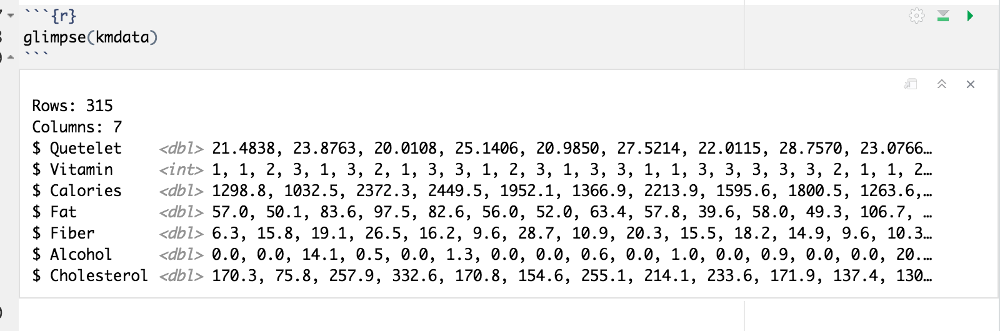 ```{r}
glimpse(kmdata)
```
Rows: 315
Columns: 7
$ Quetelet <dbl> 21.4838, 23.8763, 20.0108, 25.1406, 20.9850, 27.5214, 22.0115, 28.7570, 23.0766…
$ Vitamin <int> 1, 1, 2, 3, 1, 3, 2, 1, 3, 3, 1, 2, 3, 1, 3, 3, 1, 1, 3, 3, 3, 3, 3, 2, 1, 1, 2…
$ Calories <dbl> 1298.8, 1032.5, 2372.3, 2449.5, 1952.1, 1366.9, 2213.9, 1595.6, 1800.5, 1263.6,…
$ Fat <dbl> 57.0, 50.1, 83.6, 97.5, 82.6, 56.0, 52.0, 63.4, 57.8, 39.6, 58.0, 49.3, 106.7, …
$ Fiber <dbl> 6.3, 15.8, 19.1, 26.5, 16.2, 9.6, 28.7, 10.9, 20.3, 15.5, 18.2, 14.9, 9.6, 10.3…
$ Alcohol <dbl> 0.0, 0.0, 14.1, 0.5, 0.0, 1.3, 0.0, 0.0, 0.6, 0.0, 1.0, 0.0, 0.9, 0.0, 0.0, 20.…
$ Cholesterol <dbl> 170.3, 75.8, 257.9, 332.6, 170.8, 154.6, 255.1, 214.1, 233.6, 171.9, 137.4, 130…